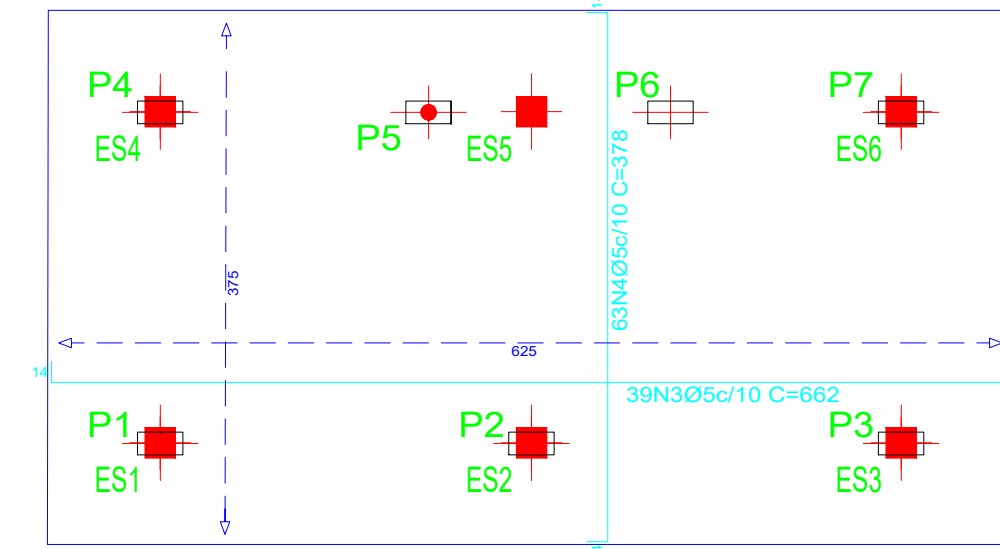 P4
ES4
P5
ES5
P6
P7
ES6
63N4Ø5c/10 C=378
375
625
14
39N3Ø5c/10 C=662
P1
ES1
P2
ES2
P3
ES3